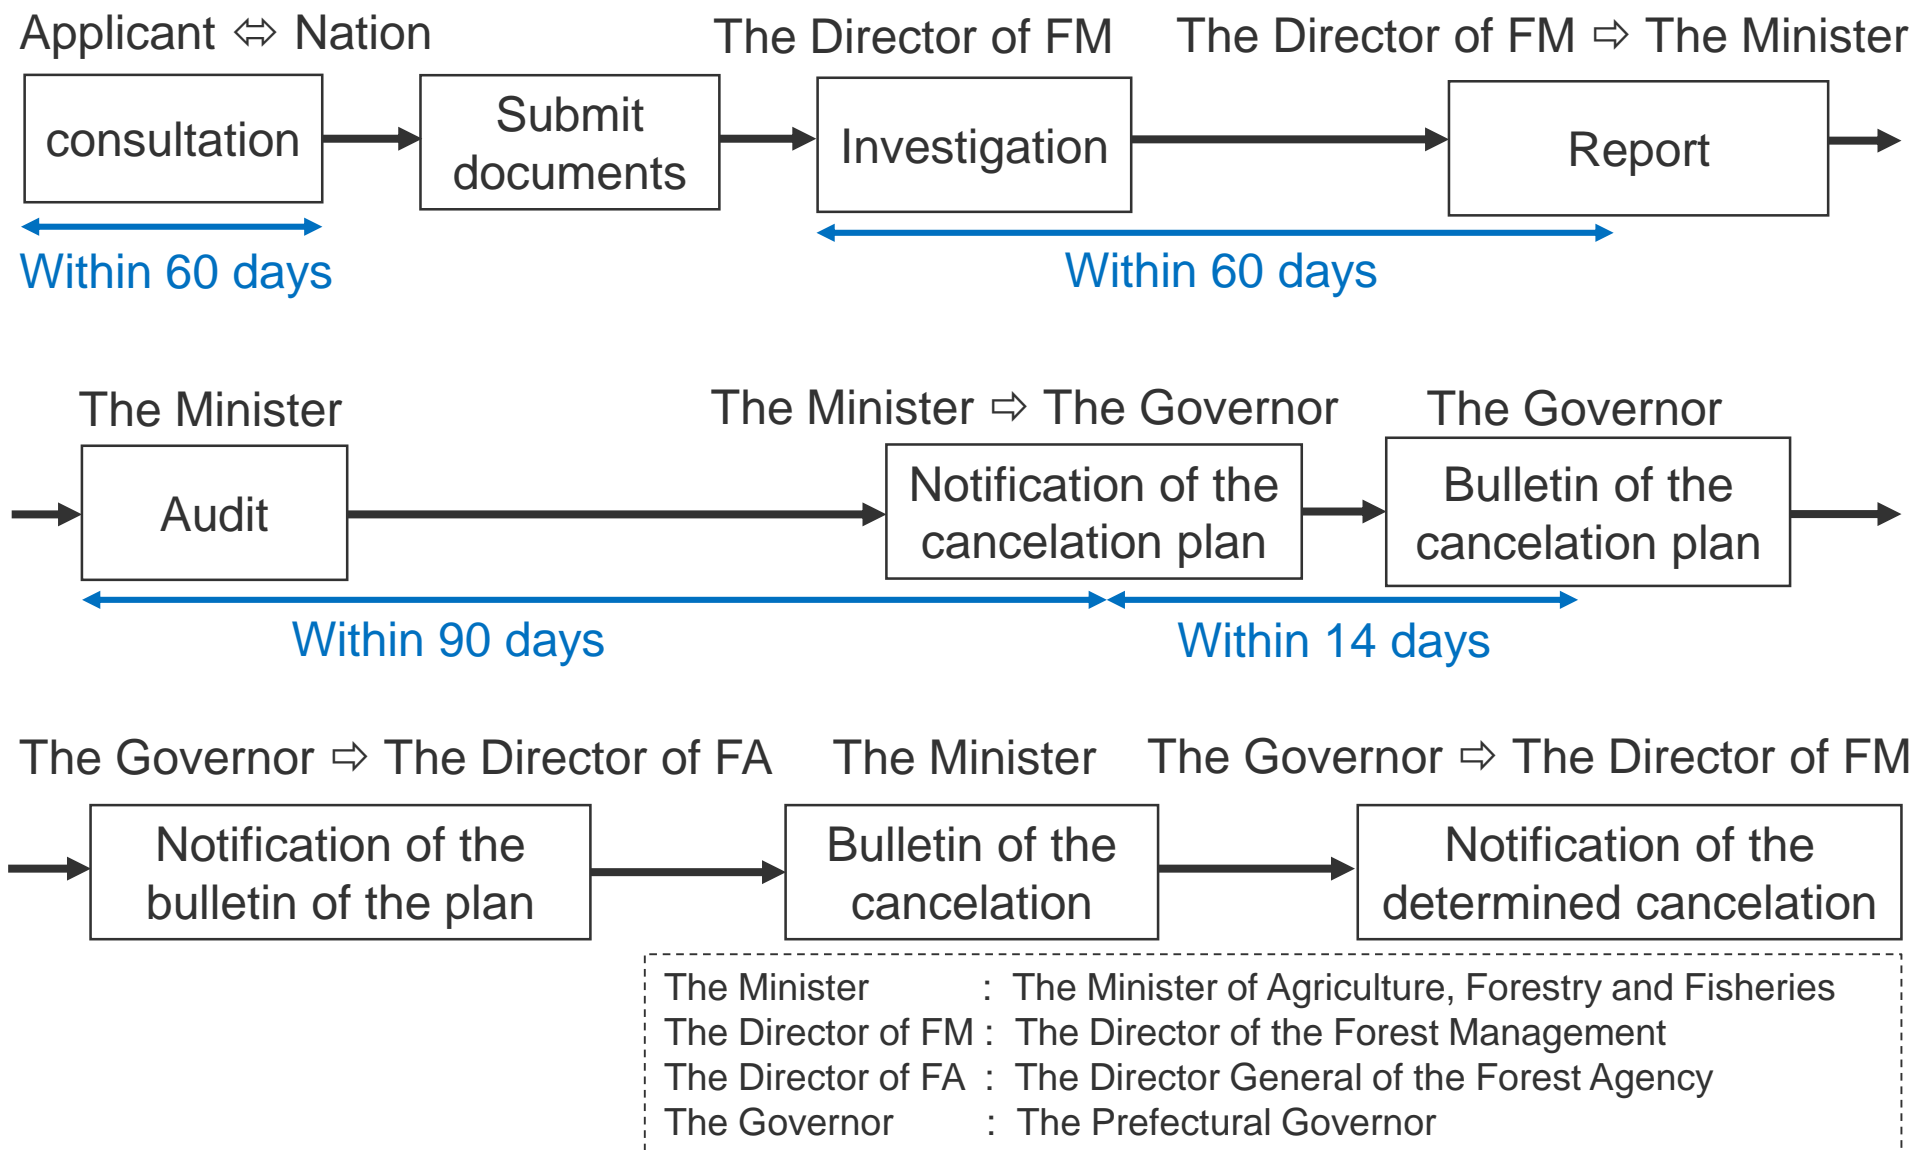 Applicant ⬄ Nation
The Director of FM
The Director of FM ⇨ The Minister
consultation
Submit
documents
Investigation
Report
Within 60 days
Within 60 days
The Minister
The Minister ⇨ The Governor
The Governor
Audit
Notification of the
cancelation plan
Bulletin of the
cancelation plan
Within 90 days
Within 14 days
The Governor ⇨ The Director of FA
The Minister
The Governor ⇨ The Director of FM
Notification of the
bulletin of the plan
Bulletin of the
cancelation
Notification of the
determined cancelation
The Minister : The Minister of Agriculture, Forestry and Fisheries
The Director of FM : The Director of the Forest Management
The Director of FA : The Director General of the Forest Agency
The Governor : The Prefectural Governor